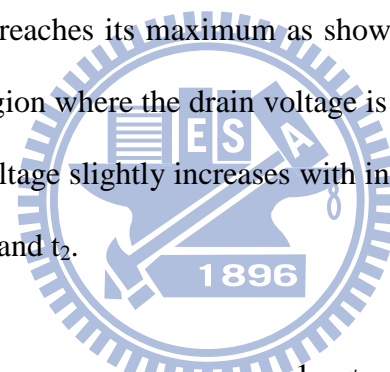 reaches its maximum as show
gion where the drain voltage is
ltage slightly increases with in
and t₂.
E S A
1896